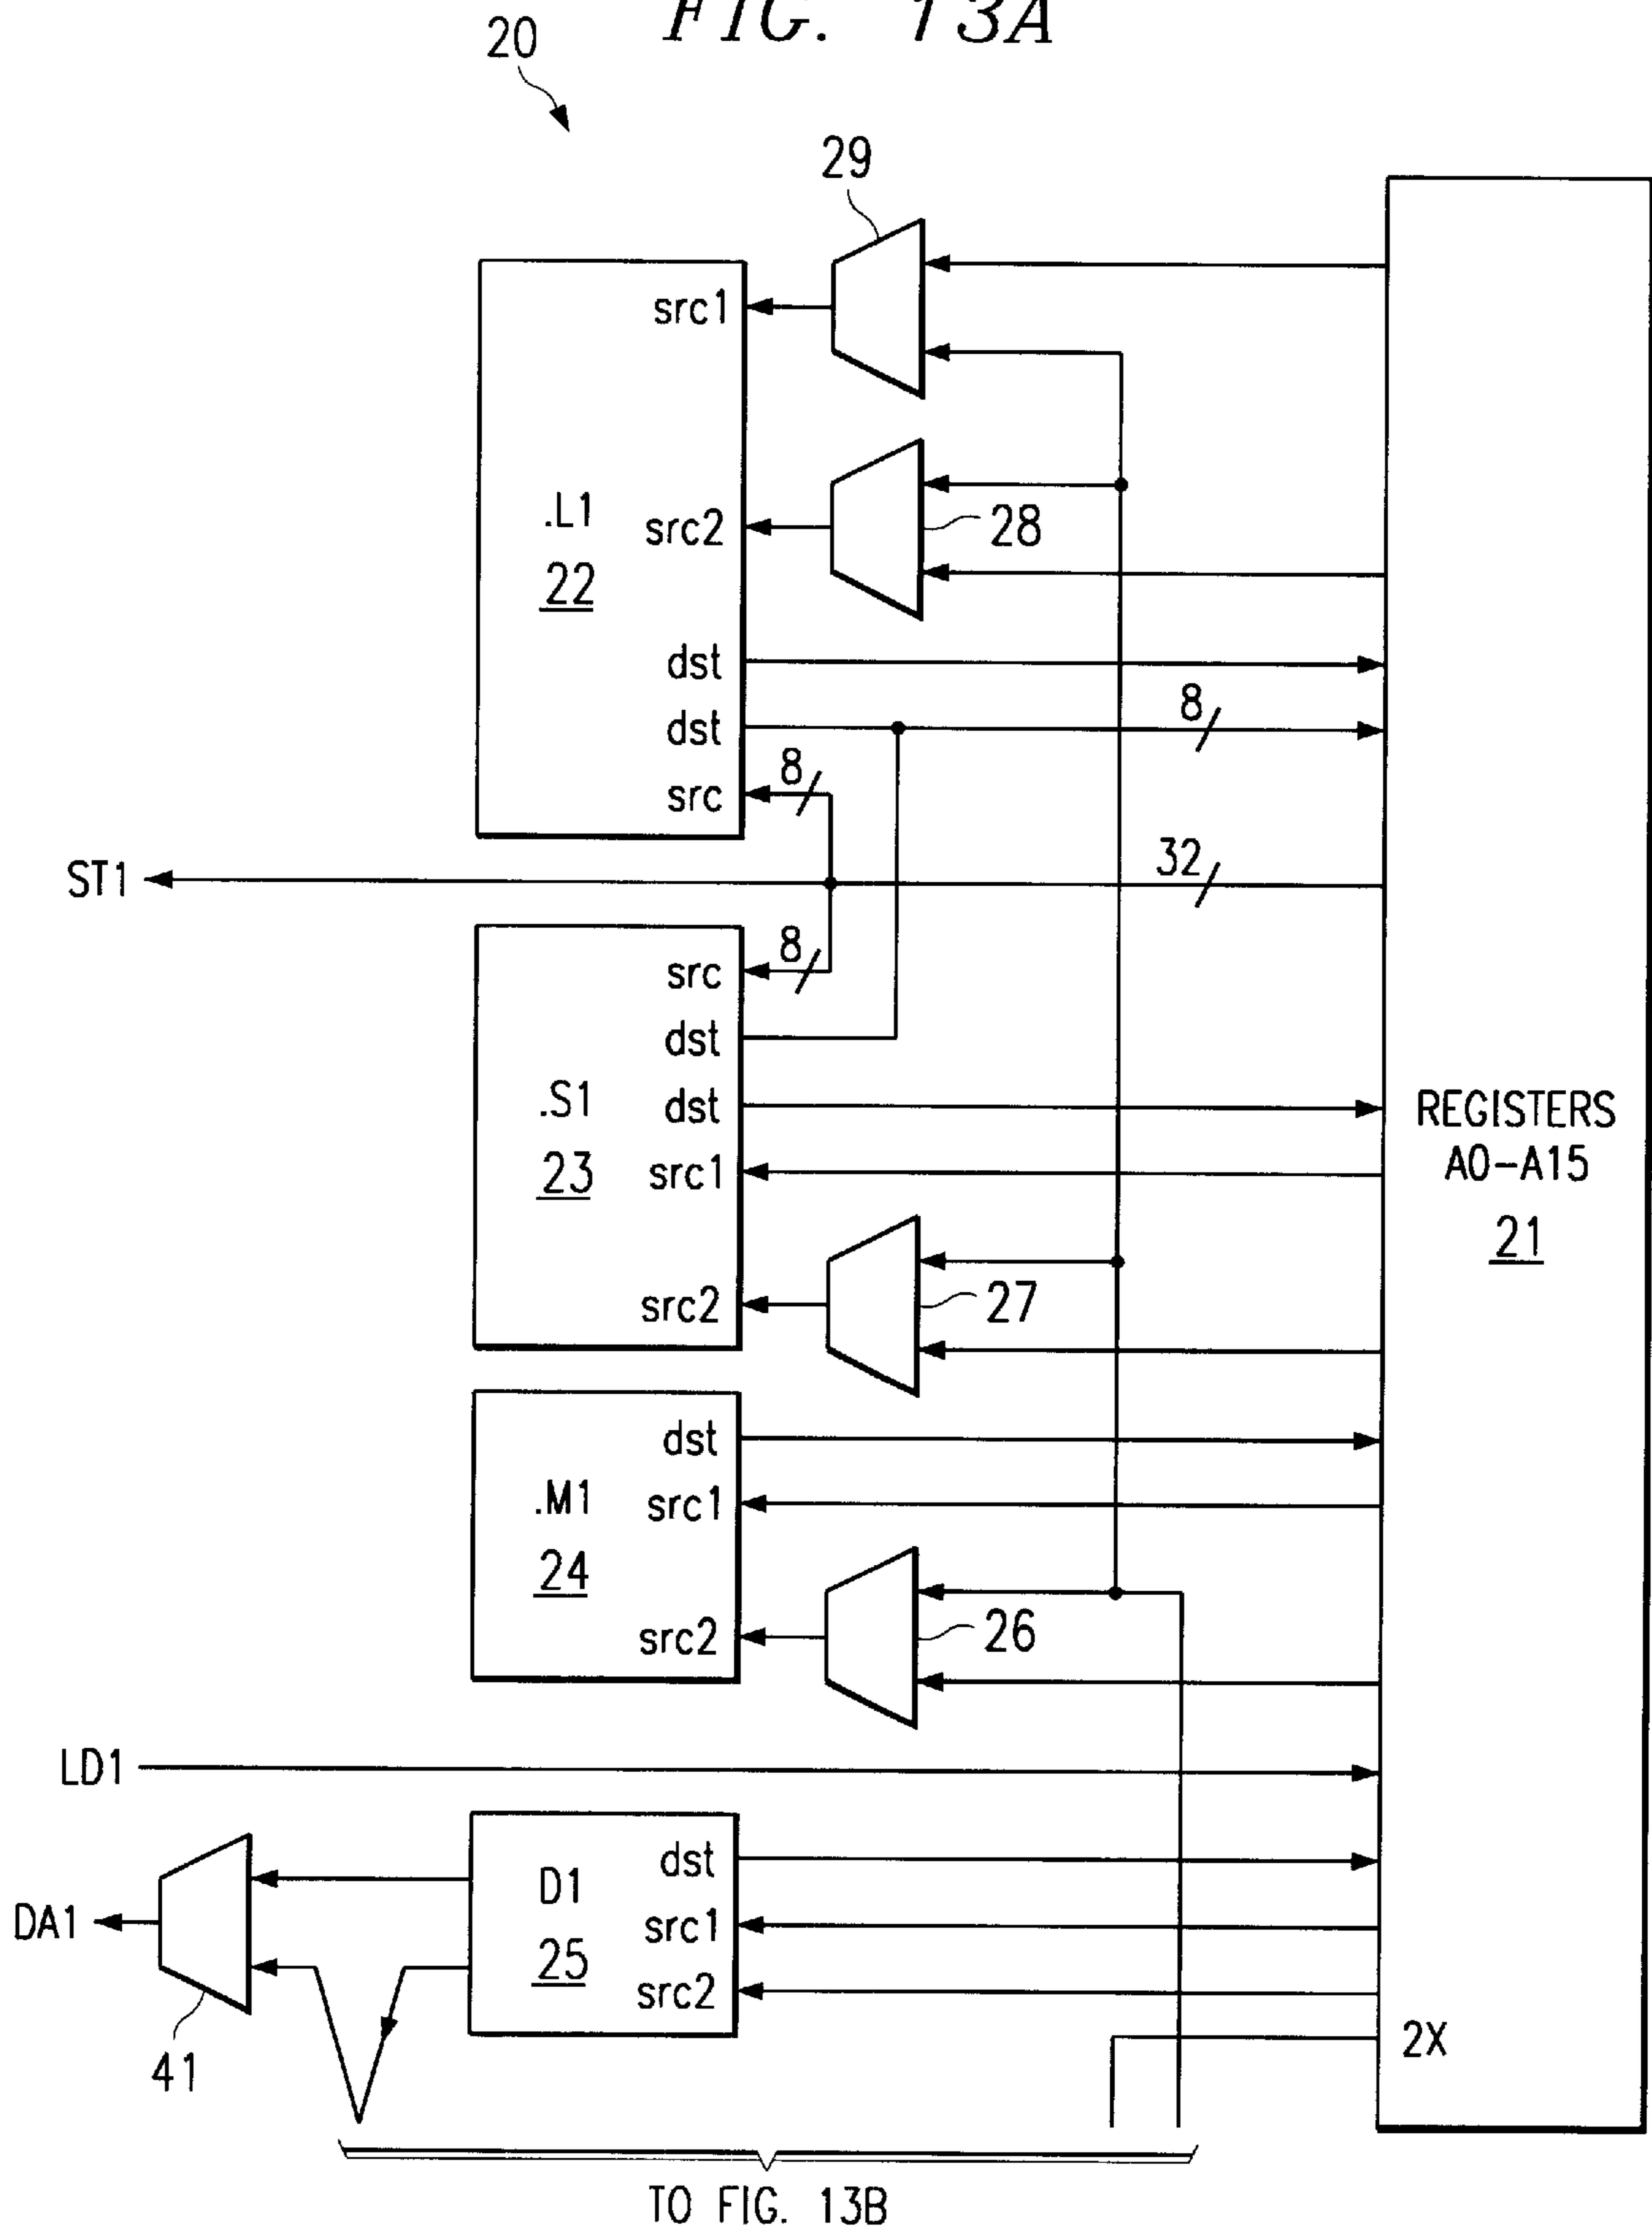 FIG. 13A
20
29
src1
.L1
22
src2
28
dst
dst
8
src
8
ST1
32
src
8
dst
.S1
23
dst
src1
REGISTERS
A0-A15
21
src2
27
dst
.M1
24
src1
src2
26
LD1
dst
D1
25
src1
src2
DA1
41
2X
TO FIG. 13B